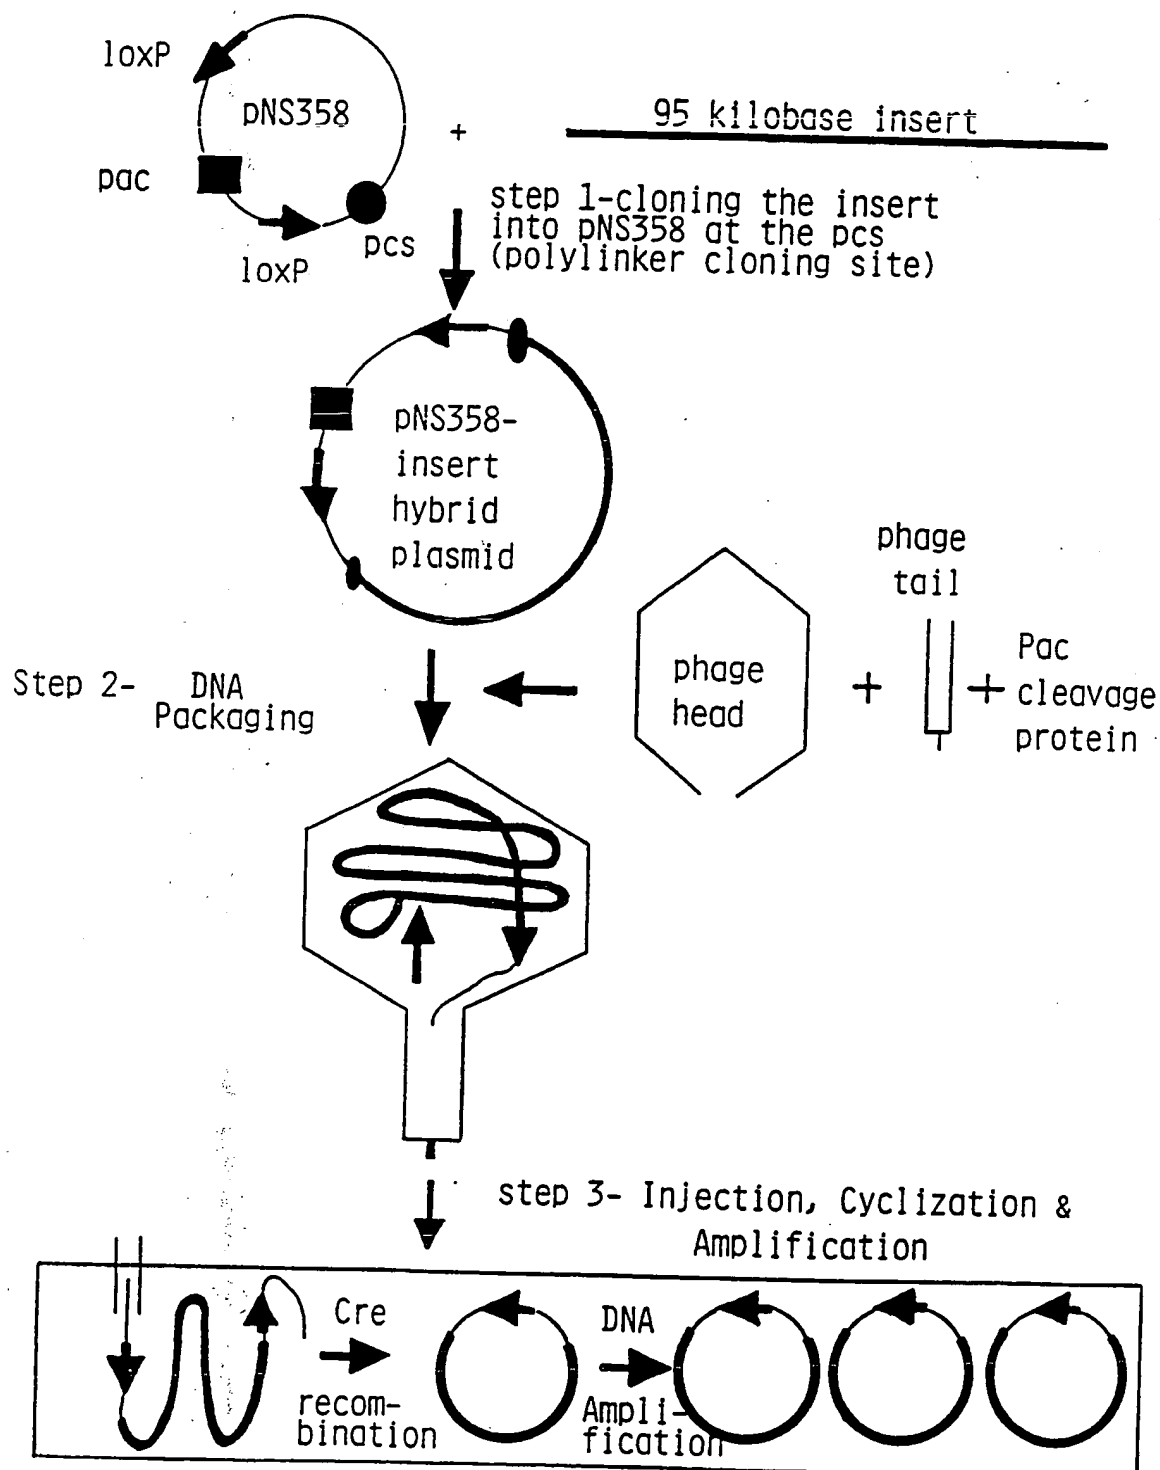 loxP
pNS358
95 kilobase insert
+
pac
loxP
pcs
step 1-cloning the insert
into pNS358 at the pcs
(polylinker cloning site)
pNS358-
insert
hybrid
plasmid
phage
tail
phage
head
+
+
Pac
cleavage
protein
Step 2- DNA
Packaging
step 3- Injection, Cyclization &
Amplification
Cre
recom-
bination
DNA
Ampli-
fication